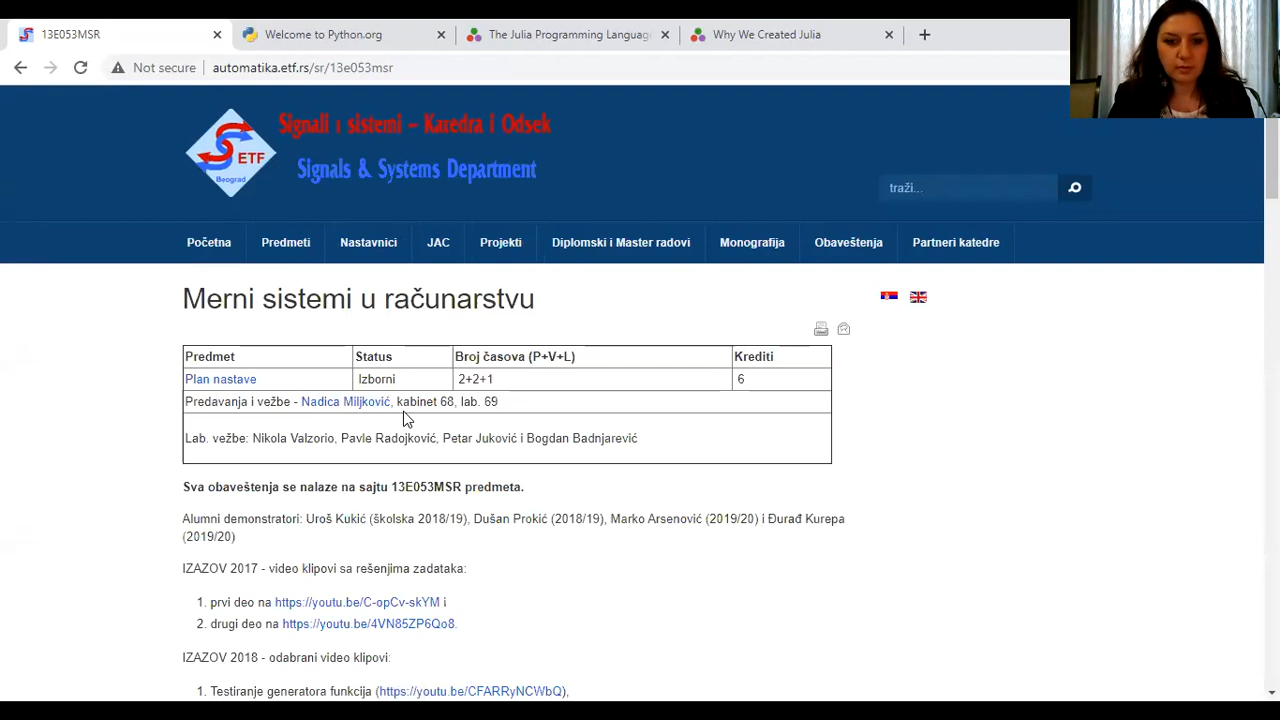 13E053MSR
Welcome to Python.org
The Julia Programming Languag
Why We Created Julia
Not secure
automatika.etf.rs/sr/13e053msr
ETF
Beograd
Signali i sistemi – Katedra i Odsek
Signals & Systems Department
traži...
Početna
Predmeti
Nastavnici
JAC
Projekti
Diplomski i Master radovi
Monografija
Obaveštenja
Partneri katedre
Merni sistemi u računarstvu
Predmet Status Broj časova (P+V+L) Krediti
Plan nastave Izborni 2+2+1 6
Predavanja i vežbe - Nadica Miljković, kabinet 68, lab. 69
Lab. vežbe: Nikola Valzorio, Pavle Radojković, Petar Juković i Bogdan Badnjarević
Sva obaveštenja se nalaze na sajtu 13E053MSR predmeta.
Alumni demonstratori: Uroš Kukić (školska 2018/19), Dušan Prokić (2018/19), Marko Arsenović (2019/20) i Đurađ Kurepa
(2019/20)
IZAZOV 2017 - video klipovi sa rešenjima zadataka:
1. prvi deo na https://youtu.be/C-opCv-skYM i
2. drugi deo na https://youtu.be/4VN85ZP6Qo8.
IZAZOV 2018 - odabrani video klipovi:
1. Testiranje generatora funkcija (https://youtu.be/CFARRyNCWbQ),